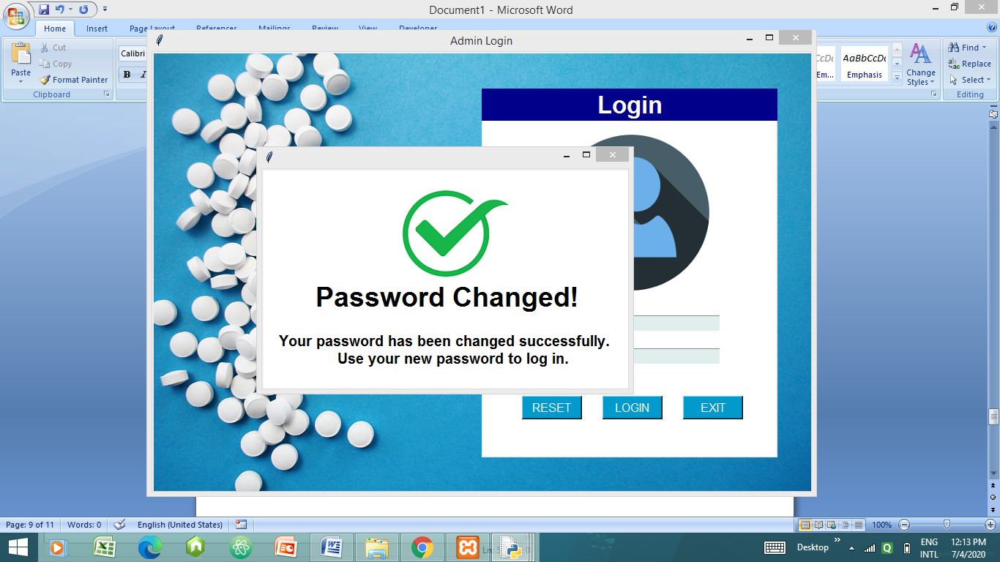 Document1 - Microsoft Word
Home
Insert
Page Layout
References
Mailings
Review
View
Developer
Paste
Cut
Copy
Format Painter
Clipboard
Calibri
B I
AaBbCcDc
Em...
Emphasis
Change
Styles
Find
Replace
Select
Editing
Admin Login
Login
Password Changed!
Your password has been changed successfully.
Use your new password to log in.
RESET
LOGIN
EXIT
Page: 9 of 11
Words: 0
English (United States)
100%
Desktop
ENG
INTL
12:13 PM
7/4/2020